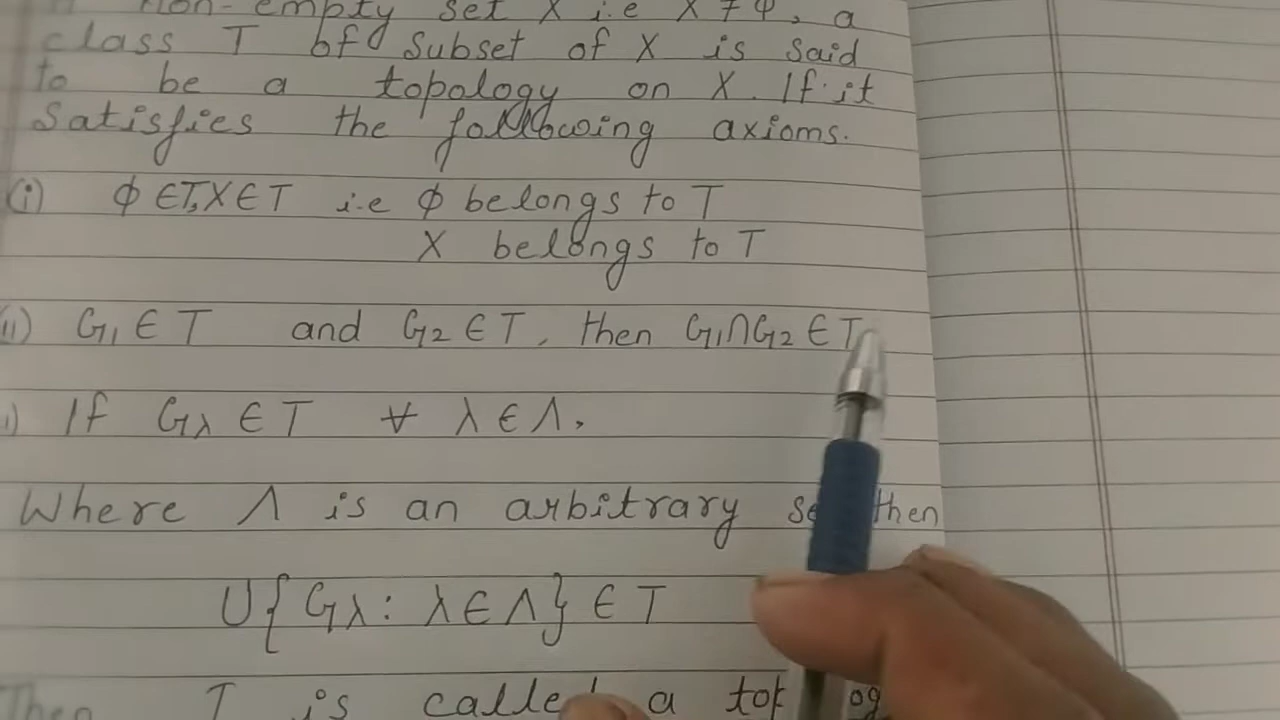 non-empty set X i.e X ≠ φ, a
class T of Subset of X is said
to be a topology on X. If it
Satisfies the following axioms.
(i) φ ∈ T, X ∈ T i.e φ belongs to T
X belongs to T
(ii) G₁ ∈ T and G₂ ∈ T, then G₁∩G₂ ∈ T
) If Gλ ∈ T ∀ λ ∈ Λ,
Where Λ is an arbitrary then
∪{Gλ : λ ∈ Λ} ∈ T
Then T is called a